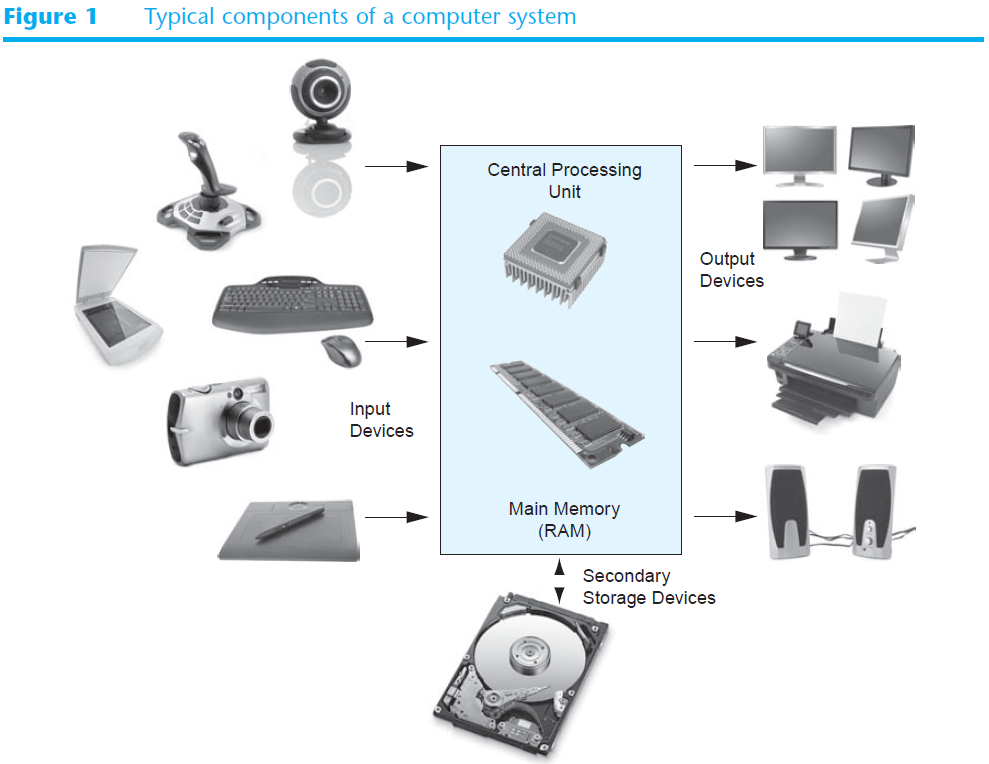 Figure 1 Typical components of a computer system
Central Processing
Unit
Output
Devices
Input
Devices
Main Memory
(RAM)
Secondary
Storage Devices